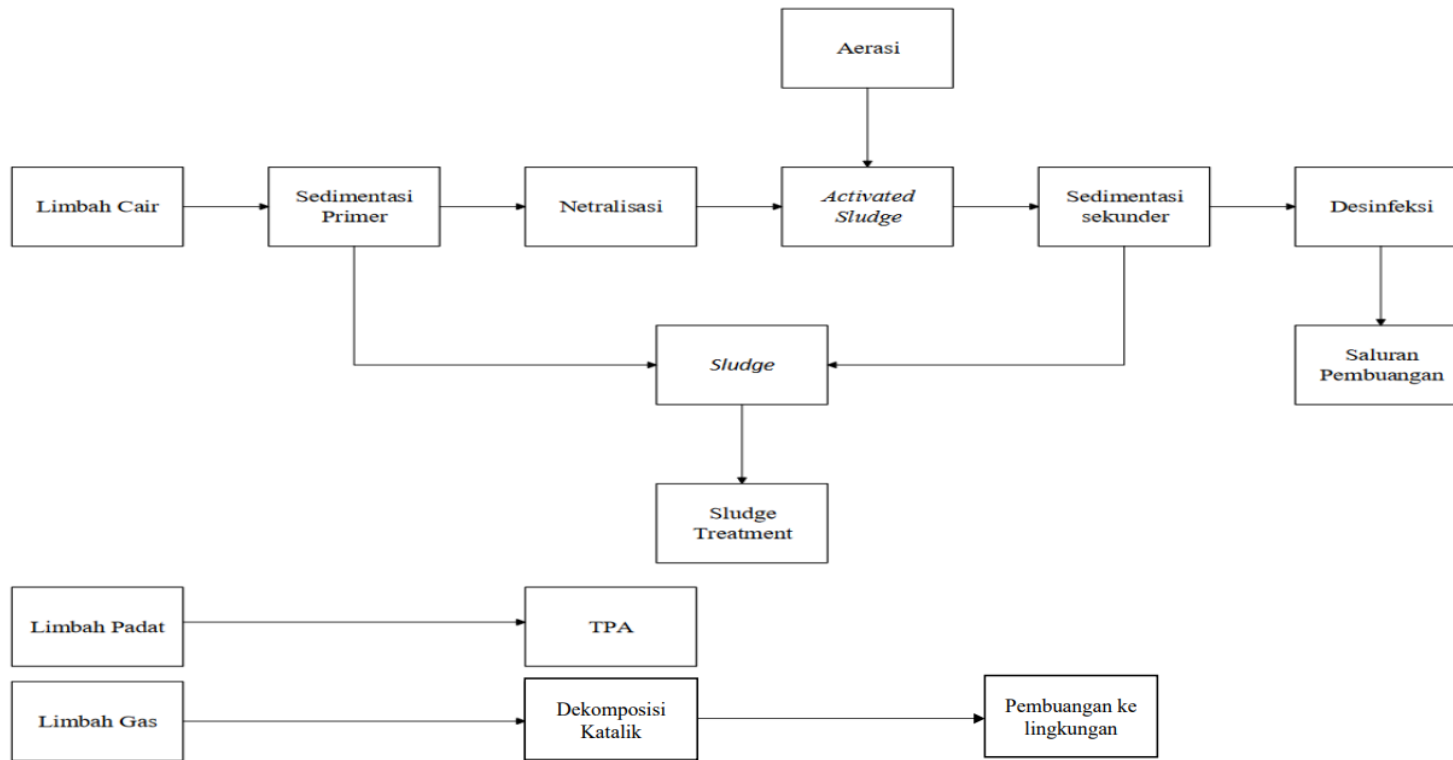 Aerasi
Limbah Cair
Sedimentasi
Primer
Netralisasi
Activated
Sludge
Sedimentasi
sekunder
Desinfeksi
Sludge
Saluran
Pembuangan
Sludge
Treatment
Limbah Padat
TPA
Limbah Gas
Dekomposisi
Katalik
Pembuangan ke
lingkungan